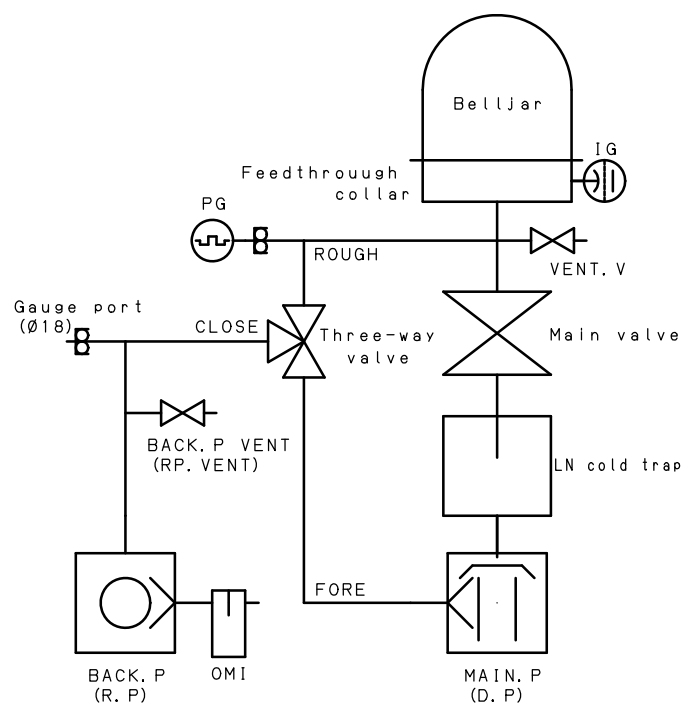 Belljar
IG
Feedthrouugh
collar
PG
ROUGH
VENT. V
Gauge port
(Ø18)
CLOSE
Three-way
valve
Main valve
BACK. P VENT
(RP. VENT)
LN cold trap
FORE
BACK. P
(R. P)
OMI
MAIN. P
(D. P)